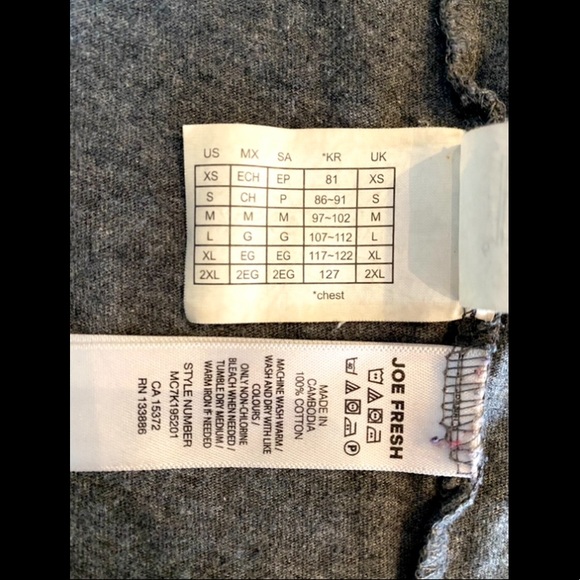 US MX SA *KR UK
XS ECH EP 81 XS
S CH P 86~91 S
M M M 97~102 M
L G G 107~112 L
XL EG EG 117~122 XL
2XL 2EG 2EG 127 2XL
*chest
JOE FRESH
MADE IN
CAMBODIA
100% COTTON
MACHINE WASH WARM /
WASH AND DRY WITH LIKE
COLOURS /
ONLY NON-CHLORINE
BLEACH WHEN NEEDED /
TUMBLE DRY MEDIUM /
WARM IRON IF NEEDED
STYLE NUMBER
MC7K195201
CA 15372
RN 133886